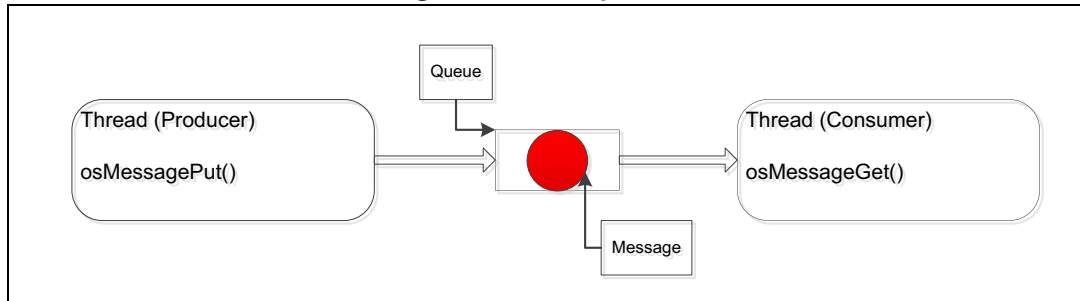 Queue
Thread (Producer)
osMessagePut()
Thread (Consumer)
osMessageGet()
Message